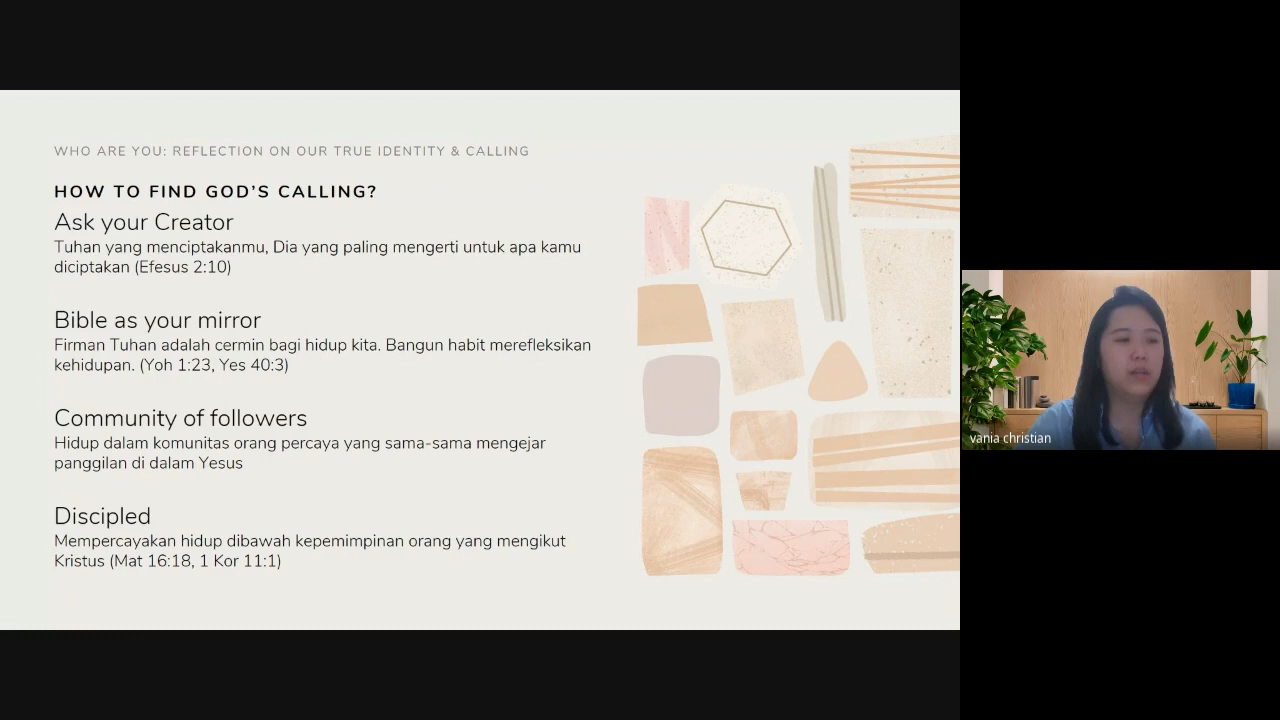 WHO ARE YOU: REFLECTION ON OUR TRUE IDENTITY & CALLING
HOW TO FIND GOD'S CALLING?
Ask your Creator
Tuhan yang menciptakanmu, Dia yang paling mengerti untuk apa kamu
diciptakan (Efesus 2:10)
Bible as your mirror
Firman Tuhan adalah cermin bagi hidup kita. Bangun habit merefleksikan
kehidupan. (Yoh 1:23, Yes 40:3)
Community of followers
Hidup dalam komunitas orang percaya yang sama-sama mengejar
panggilan di dalam Yesus
Discipled
Mempercayakan hidup dibawah kepemimpinan orang yang mengikut
Kristus (Mat 16:18, 1 Kor 11:1)
vania christian